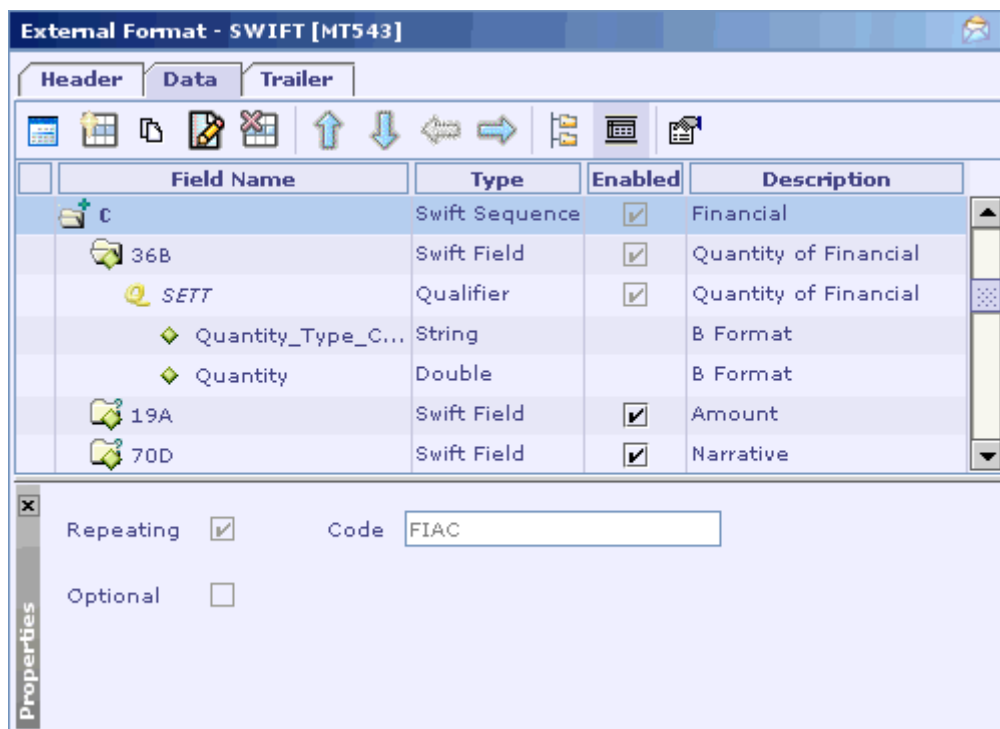 External Format - SWIFT [MT543]
Header Data Trailer
Field Name Type Enabled Description
C Swift Sequence Financial
36B Swift Field Quantity of Financial
SETT Qualifier Quantity of Financial
Quantity_Type_C... String B Format
Quantity Double B Format
19A Swift Field Amount
70D Swift Field Narrative
Repeating Code FIAC
Optional
Properties